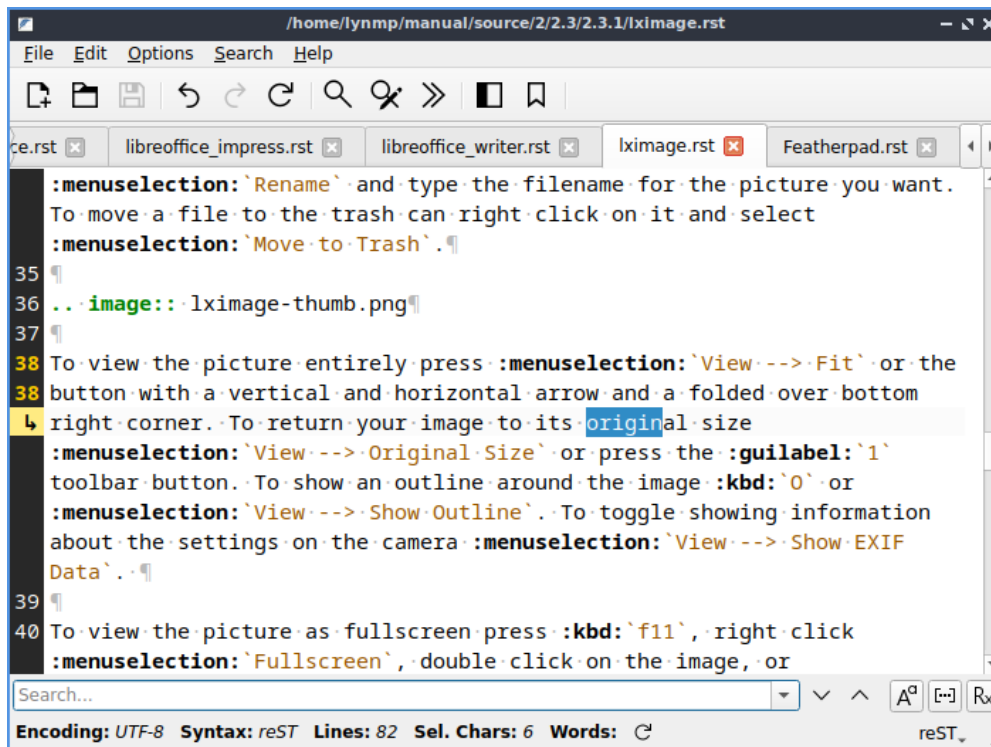 /home/lynmp/manual/source/2/2.3/2.3.1/lximage.rst
File Edit Options Search Help
ce.rst libreoffice_impress.rst libreoffice_writer.rst lximage.rst Featherpad.rst
:menuselection:`Rename` and type the filename for the picture you want.
To move a file to the trash can right click on it and select
:menuselection:`Move to Trash`.¶
35 ¶
36 .. image:: lximage-thumb.png¶
37 ¶
38 To view the picture entirely press :menuselection:`View --> Fit` or the
38 button with a vertical and horizontal arrow and a folded over bottom
↳ right corner. To return your image to its original size
:menuselection:`View --> Original Size` or press the :guilabel:`1`
toolbar button. To show an outline around the image :kbd:`O` or
:menuselection:`View --> Show Outline`. To toggle showing information
about the settings on the camera :menuselection:`View --> Show EXIF
Data`. ¶
39 ¶
40 To view the picture as fullscreen press :kbd:`f11`, right click
:menuselection:`Fullscreen`, double click on the image, or
Search...
Encoding: UTF-8 Syntax: reST Lines: 82 Sel. Chars: 6 Words: reST